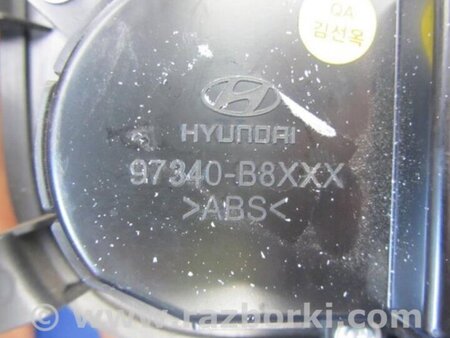 QA
김선옥
HYUNDAI
97340-B8XXX
>ABS<
© www.razborki.com